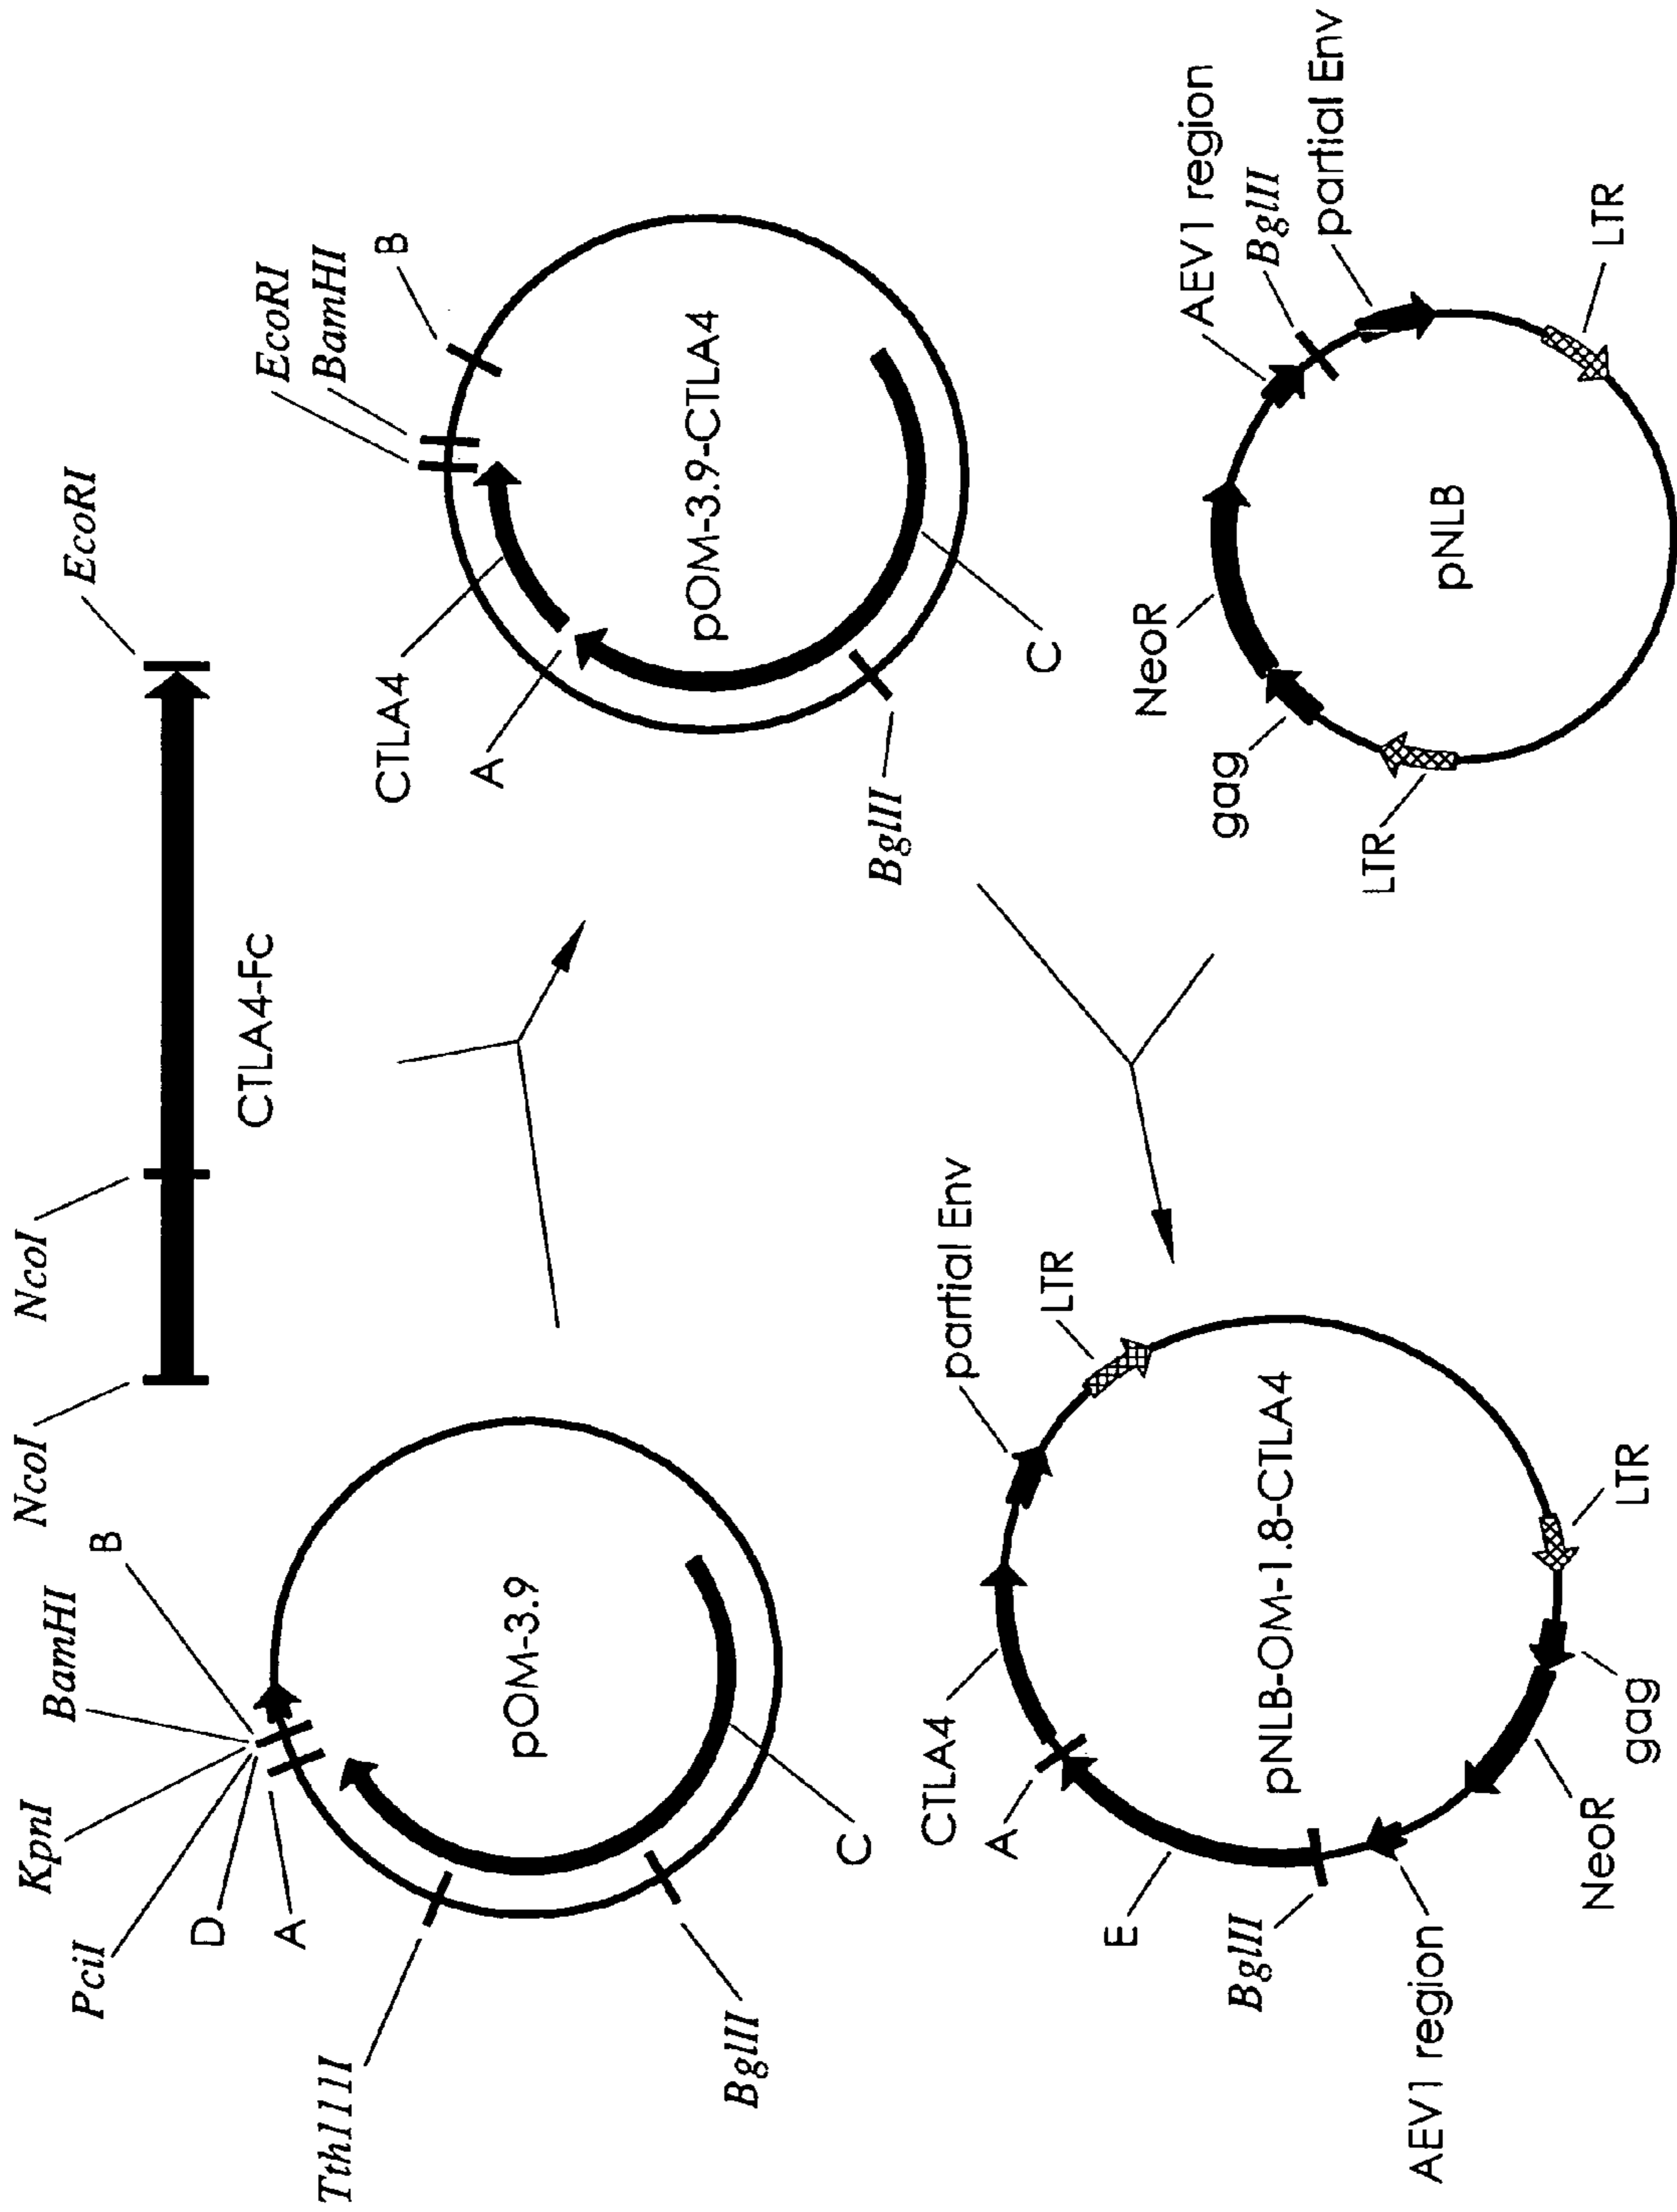 NcoI
NcoI
EcoRI
CTLA4-Fc
KpnI
BamHI
PciI
B
D
A
Tth111I
pOM-3.9
BglII
C
EcoRI
BamHI
B
CTLA4
A
pOM-3.9-CTLA4
BglII
C
partial Env
CTLA4
A
LTR
E
BglII
pNLB-OM-1.8-CTLA4
AEV1 region
NeoR
gag
LTR
AEV1 region
BglII
NeoR
partial Env
gag
LTR
pNLB
LTR